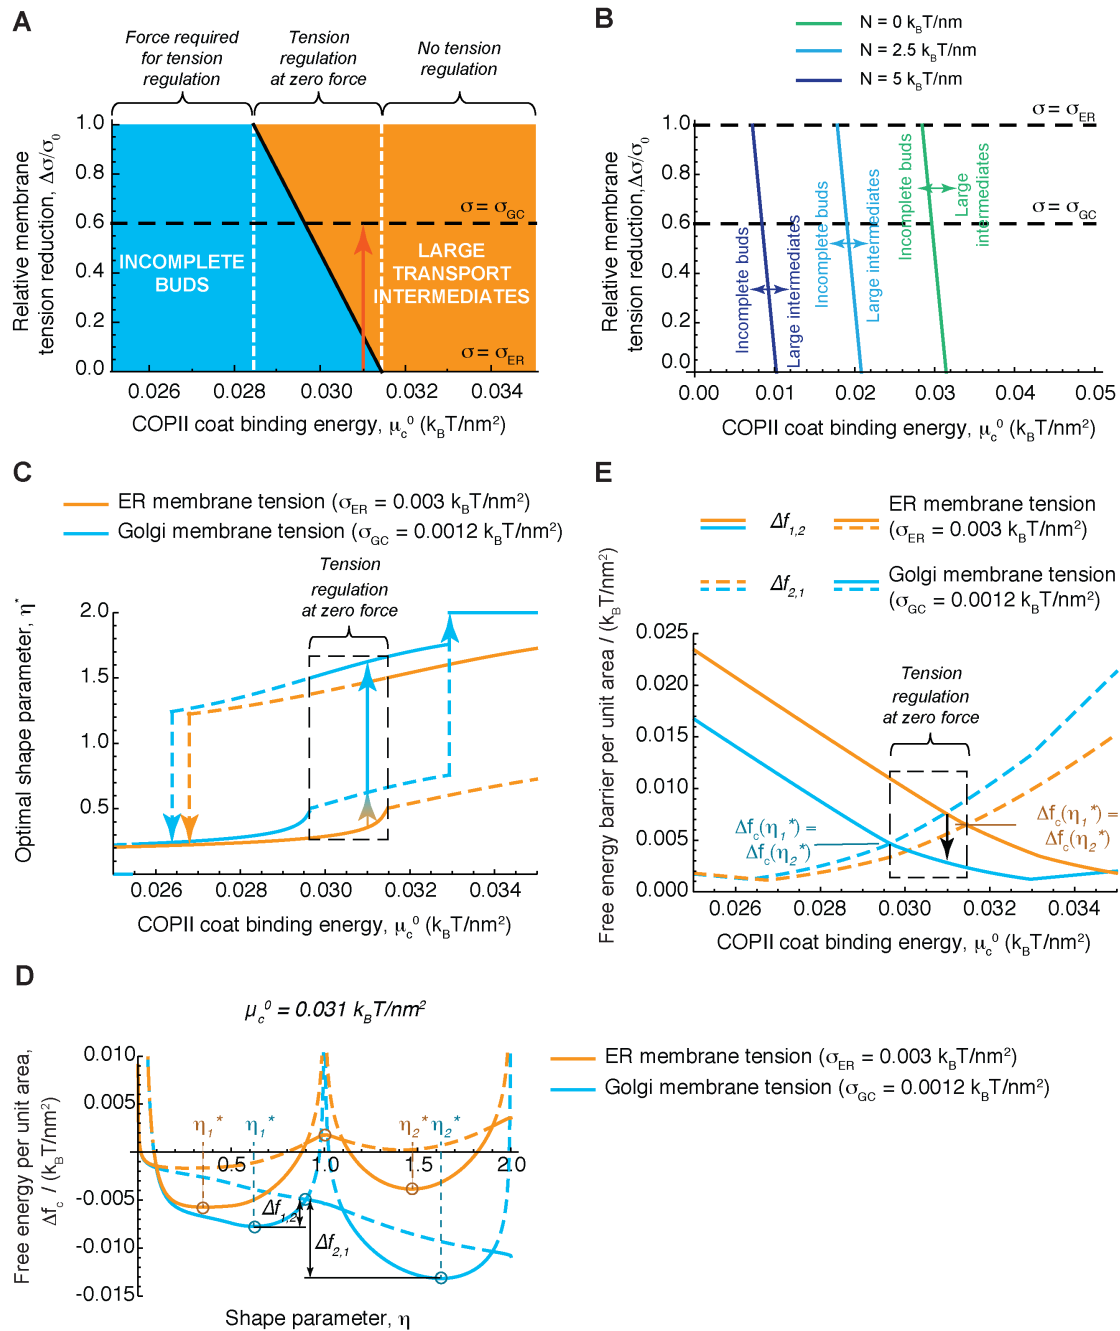 A
Force required
for tension
regulation
Tension
regulation
at zero force
No tension
regulation
Relative membrane
tension reduction, Δσ/σ0
1.0
0.8
0.6
0.4
0.2
0.0
σ = σGC
INCOMPLETE
BUDS
LARGE
TRANSPORT
INTERMEDIATES
σ = σER
0.026 0.028 0.030 0.032 0.034
COPII coat binding energy, μc0 (kBT/nm2)
B
N = 0 kBT/nm
N = 2.5 kBT/nm
N = 5 kBT/nm
Relative membrane
tension reduction,Δσ/σ0
1.0
0.8
0.6
0.4
0.2
0.0
σ = σER
σ = σGC
Incomplete buds
Large intermediates
Incomplete buds
Large intermediates
Incomplete buds
Large
intermediates
0.00 0.01 0.02 0.03 0.04 0.05
COPII coat binding energy, μc0 (kBT/nm2)
C
ER membrane tension (σER = 0.003 kBT/nm2)
Golgi membrane tension (σGC = 0.0012 kBT/nm2)
Tension
regulation
at zero force
Optimal shape parameter, η*
2.0
1.5
1.0
0.5
0.026 0.028 0.030 0.032 0.034
COPII coat binding energy, μc0 (kBT/nm2)
E
Δf1,2
ER membrane tension
(σER = 0.003 kBT/nm2)
Δf2,1
Golgi membrane tension
(σGC = 0.0012 kBT/nm2)
Free energy barrier per unit area / (kBT/nm2)
0.025
0.020
0.015
0.010
0.005
0.000
Tension
regulation
at zero force
Δfc(η1*) =
Δfc(η2*)
Δfc(η1*) =
Δfc(η2*)
0.026 0.028 0.030 0.032 0.034
COPII coat binding energy, μc0 (kBT/nm2)
D
μc0 = 0.031 kBT/nm2
ER membrane tension (σER = 0.003 kBT/nm2)
Golgi membrane tension (σGC = 0.0012 kBT/nm2)
Free energy per unit area,
Δfc / (kBT/nm2)
0.010
0.005
0.000
-0.005
-0.010
-0.015
η1* η1* η2* η2*
0.5 1.0 1.5 2.0
Δf1,2
Δf2,1
Shape parameter, η